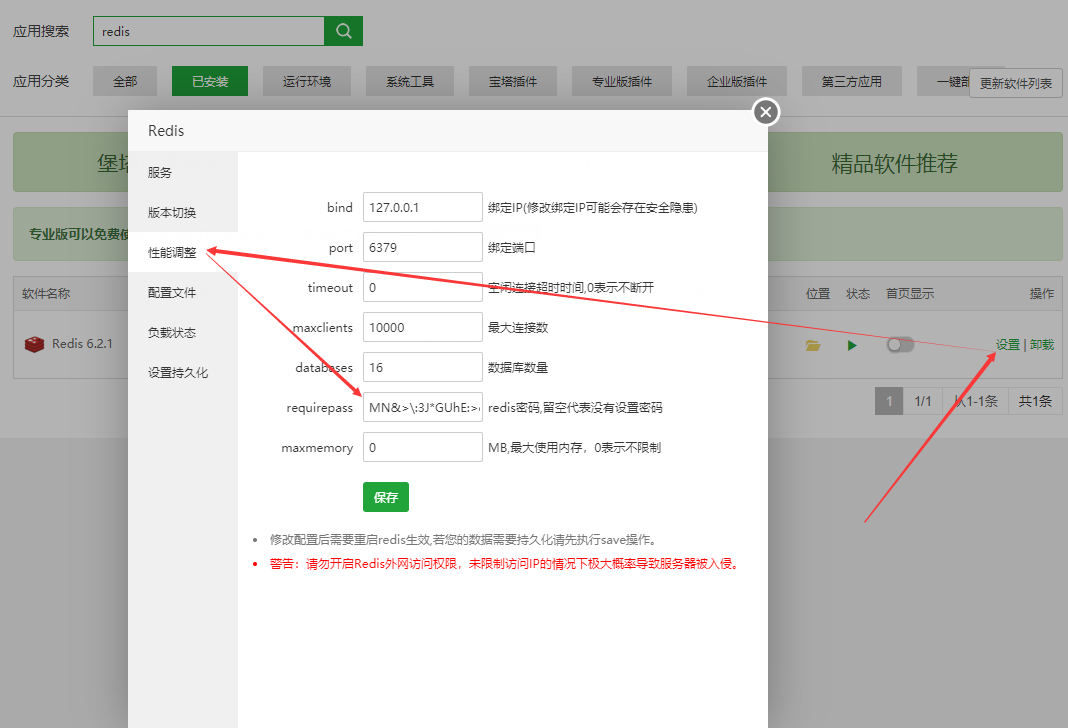 应用搜索 redis
应用分类 全部 已安装 运行环境 系统工具 宝塔插件 专业版插件 企业版插件 第三方应用 一键部 更新软件列表
Redis
堡塔 精品软件推荐
专业版可以免费使
服务
版本切换
性能调整
配置文件
负载状态
设置持久化
bind 127.0.0.1 绑定IP(修改绑定IP可能会存在安全隐患)
port 6379 绑定端口
timeout 0 空闲连接超时时间,0表示不断开
maxclients 10000 最大连接数
databases 16 数据库数量
requirepass MN&>\:3J*GUhE:> redis密码,留空代表没有设置密码
maxmemory 0 MB,最大使用内存，0表示不限制
保存
修改配置后需要重启redis生效,若您的数据需要持久化请先执行save操作。
警告：请勿开启Redis外网访问权限，未限制访问IP的情况下极大概率导致服务器被入侵。
软件名称 位置 状态 首页显示 操作
Redis 6.2.1 设置 | 卸载
1 1/1 从1-1条 共1条